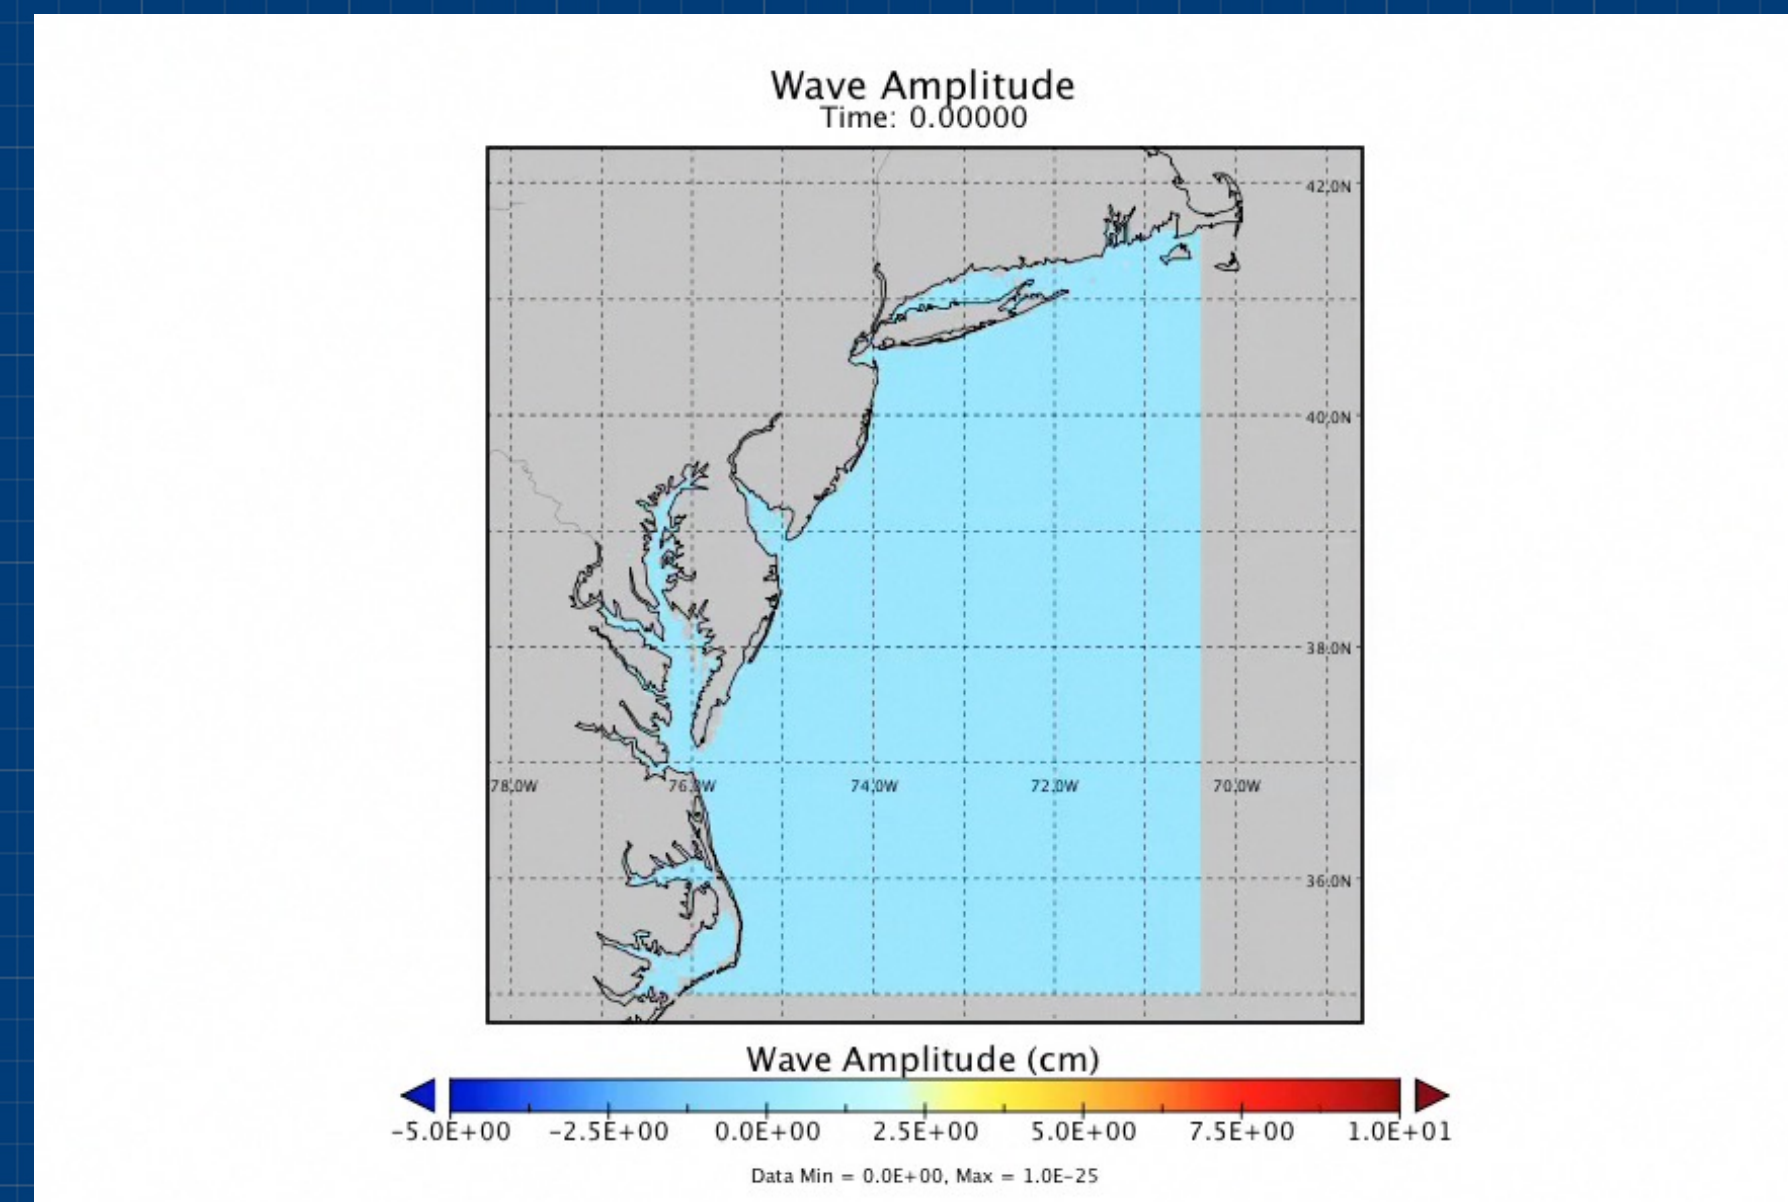 Wave Amplitude
Time: 0.00000
42.0N
40.0N
38.0N
78.0W 76.0W 74.0W 72.0W 70.0W
36.0N
Wave Amplitude (cm)
-5.0E+00 -2.5E+00 0.0E+00 2.5E+00 5.0E+00 7.5E+00 1.0E+01
Data Min = 0.0E+00, Max = 1.0E-25